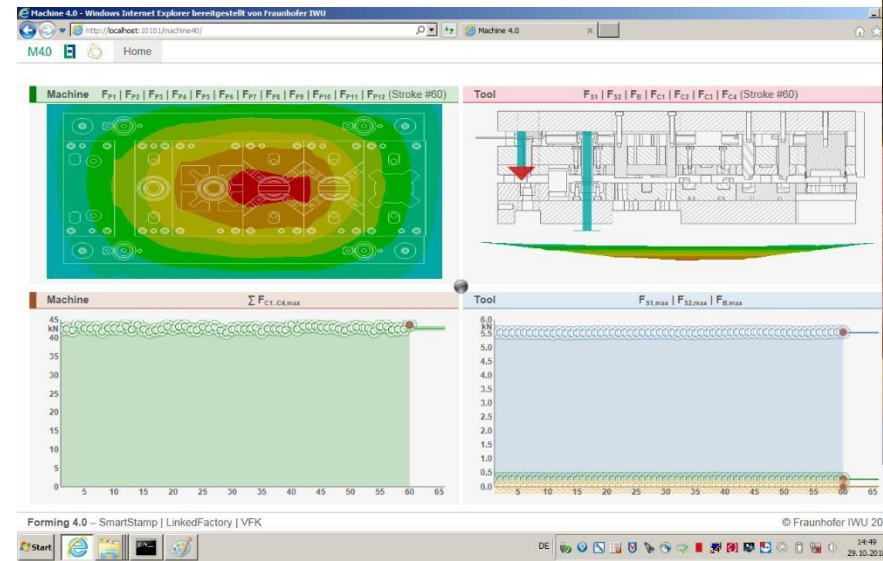 Machine 4.0 - Windows Internet Explorer bereitgestellt von Fraunhofer IWU
http://localhost:10101/machine40/
Machine 4.0
M4.0
Home
Machine F_P1 | F_P2 | F_P3 | F_P4 | F_P5 | F_P6 | F_P7 | F_P8 | F_P9 | F_P10 | F_P11 | F_P12 (Stroke #60)
Tool F_S1 | F_S2 | F_B | F_C1 | F_C2 | F_C3 | F_C4 (Stroke #60)
Machine Σ F_C1..C4,max
45
kN
40
35
30
25
20
15
10
5
0
5 10 15 20 25 30 35 40 45 50 55 60 65
Tool F_S1,max | F_S2,max | F_B,max
6.0
kN
5.5
5.0
4.5
4.0
3.5
3.0
2.5
2.0
1.5
1.0
0.5
0.0
5 10 15 20 25 30 35 40 45 50 55 60 65
Forming 4.0 – SmartStamp | LinkedFactory | VFK
© Fraunhofer IWU 20
Start
DE
14:49
29.10.201